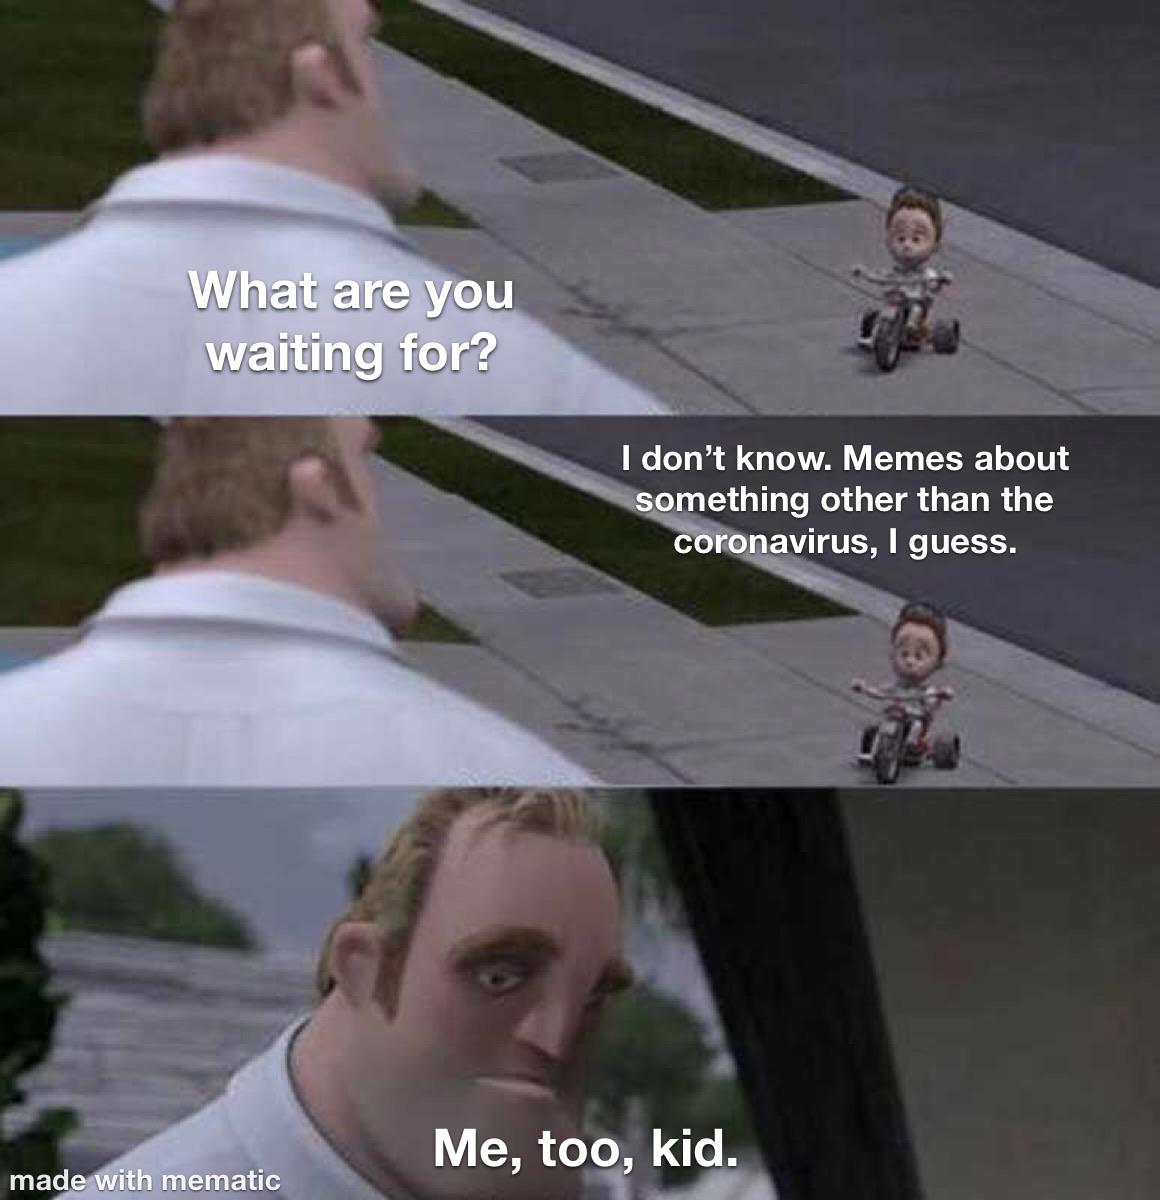 What are you
waiting for?
I don’t know. Memes about
something other than the
coronavirus, I guess.
Me, too, kid.
made with mematic